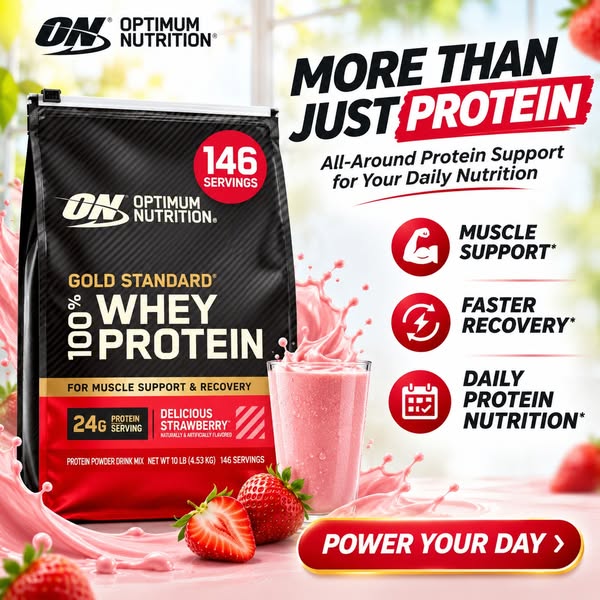 ON® OPTIMUM
NUTRITION®
MORE THAN
JUST PROTEIN
All-Around Protein Support
for Your Daily Nutrition
146
SERVINGS
ON OPTIMUM
NUTRITION®
GOLD STANDARD®
100% WHEY
PROTEIN
FOR MUSCLE SUPPORT & RECOVERY
24G PROTEIN
SERVING
DELICIOUS
STRAWBERRY
NATURALLY & ARTIFICIALLY FLAVORED
PROTEIN POWDER DRINK MIX NET WT 10 LB (4.53 KG) 146 SERVINGS
MUSCLE
SUPPORT*
FASTER
RECOVERY*
DAILY
PROTEIN
NUTRITION*
POWER YOUR DAY >